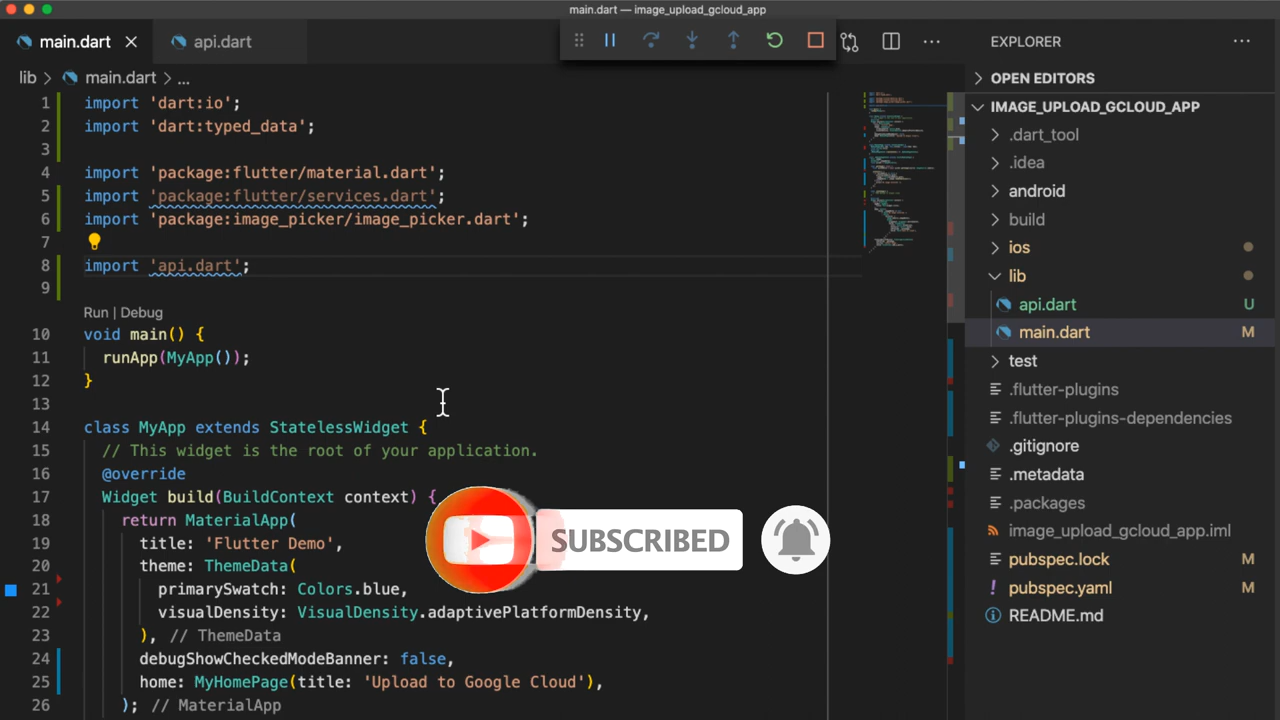 main.dart — image_upload_gcloud_app
main.dart
api.dart
lib > main.dart > ...
1 import 'dart:io';
2 import 'dart:typed_data';
3
4 import 'package:flutter/material.dart';
5 import 'package:flutter/services.dart';
6 import 'package:image_picker/image_picker.dart';
7
8 import 'api.dart';
9
Run | Debug
10 void main() {
11 runApp(MyApp());
12 }
13
14 class MyApp extends StatelessWidget {
15 // This widget is the root of your application.
16 @override
17 Widget build(BuildContext context) {
18 return MaterialApp(
19 title: 'Flutter Demo',
20 theme: ThemeData(
21 primarySwatch: Colors.blue,
22 visualDensity: VisualDensity.adaptivePlatformDensity,
23 ), // ThemeData
24 debugShowCheckedModeBanner: false,
25 home: MyHomePage(title: 'Upload to Google Cloud'),
26 ); // MaterialApp
SUBSCRIBED
EXPLORER
OPEN EDITORS
IMAGE_UPLOAD_GCLOUD_APP
.dart_tool
.idea
android
build
ios
lib
api.dart U
main.dart M
test
.flutter-plugins
.flutter-plugins-dependencies
.gitignore
.metadata
.packages
image_upload_gcloud_app.iml
pubspec.lock M
pubspec.yaml M
README.md